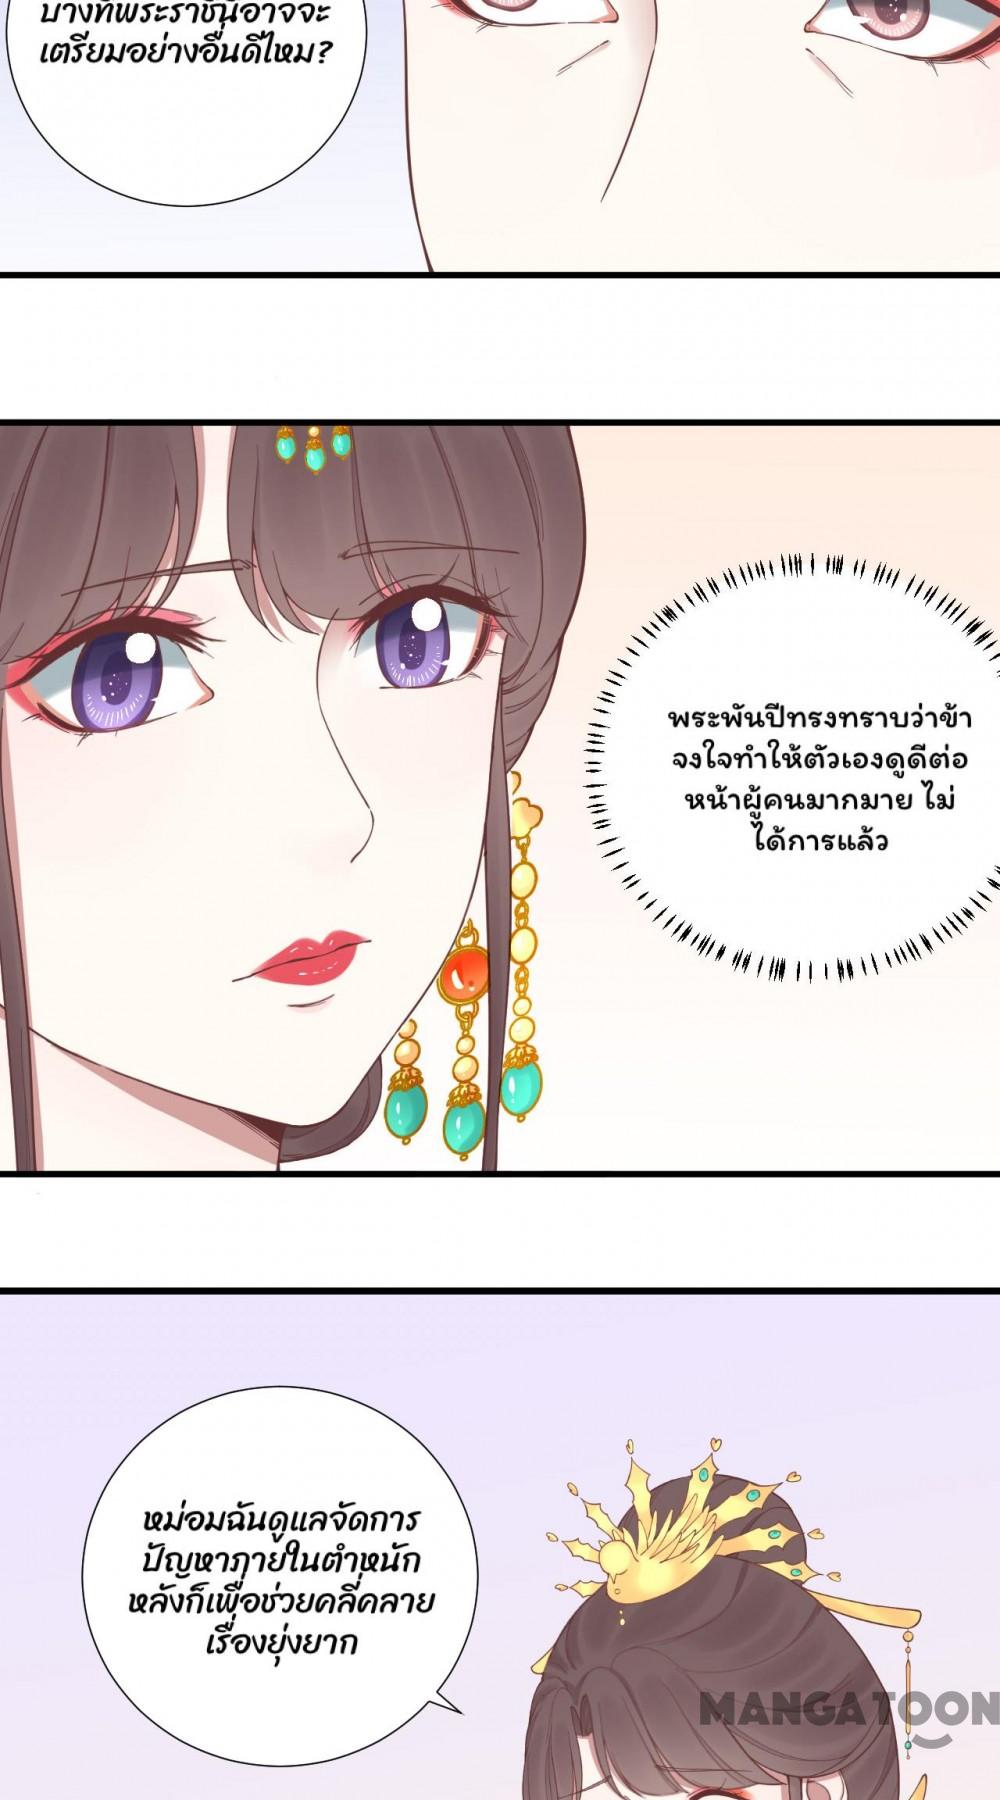 บางทีพระราชินีอาจจะ
เตรียมอย่างอื่นดีไหม?
พระพันปีทรงทราบว่าข้า
จงใจทำให้ตัวเองดูดีต่อ
หน้าผู้คนมากมาย ไม่
ได้การแล้ว
หม่อมฉันดูแลจัดการ
ปัญหาภายในตำหนัก
หลังก็เพื่อช่วยคลี่คลาย
เรื่องยุ่งยาก
MANGATOON